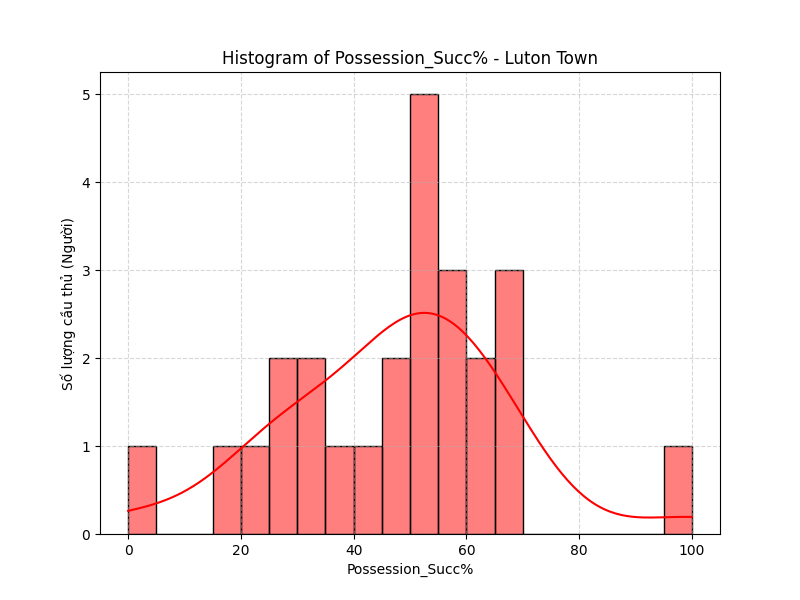 Histogram of Possession_Succ% - Luton Town
Số lượng cầu thủ (Người)
5
4
3
2
1
0
0 20 40 60 80 100
Possession_Succ%